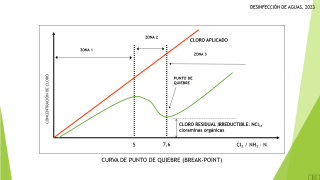 DESINFECCIÓN DE AGUAS, 2023
ZONA 2
CLORO APLICADO
ZONA 1
ZONA 3
PUNTO DE
QUIEBRE
CONCENTRACIÓN DE CLORO
CLORO RESIDUAL IRREDUCTIBLE: NCl₃,
cloraminas orgánicas
5
7,6
Cl₂ / NH₃ - N
CURVA DE PUNTO DE QUIEBRE (BREAK-POINT)